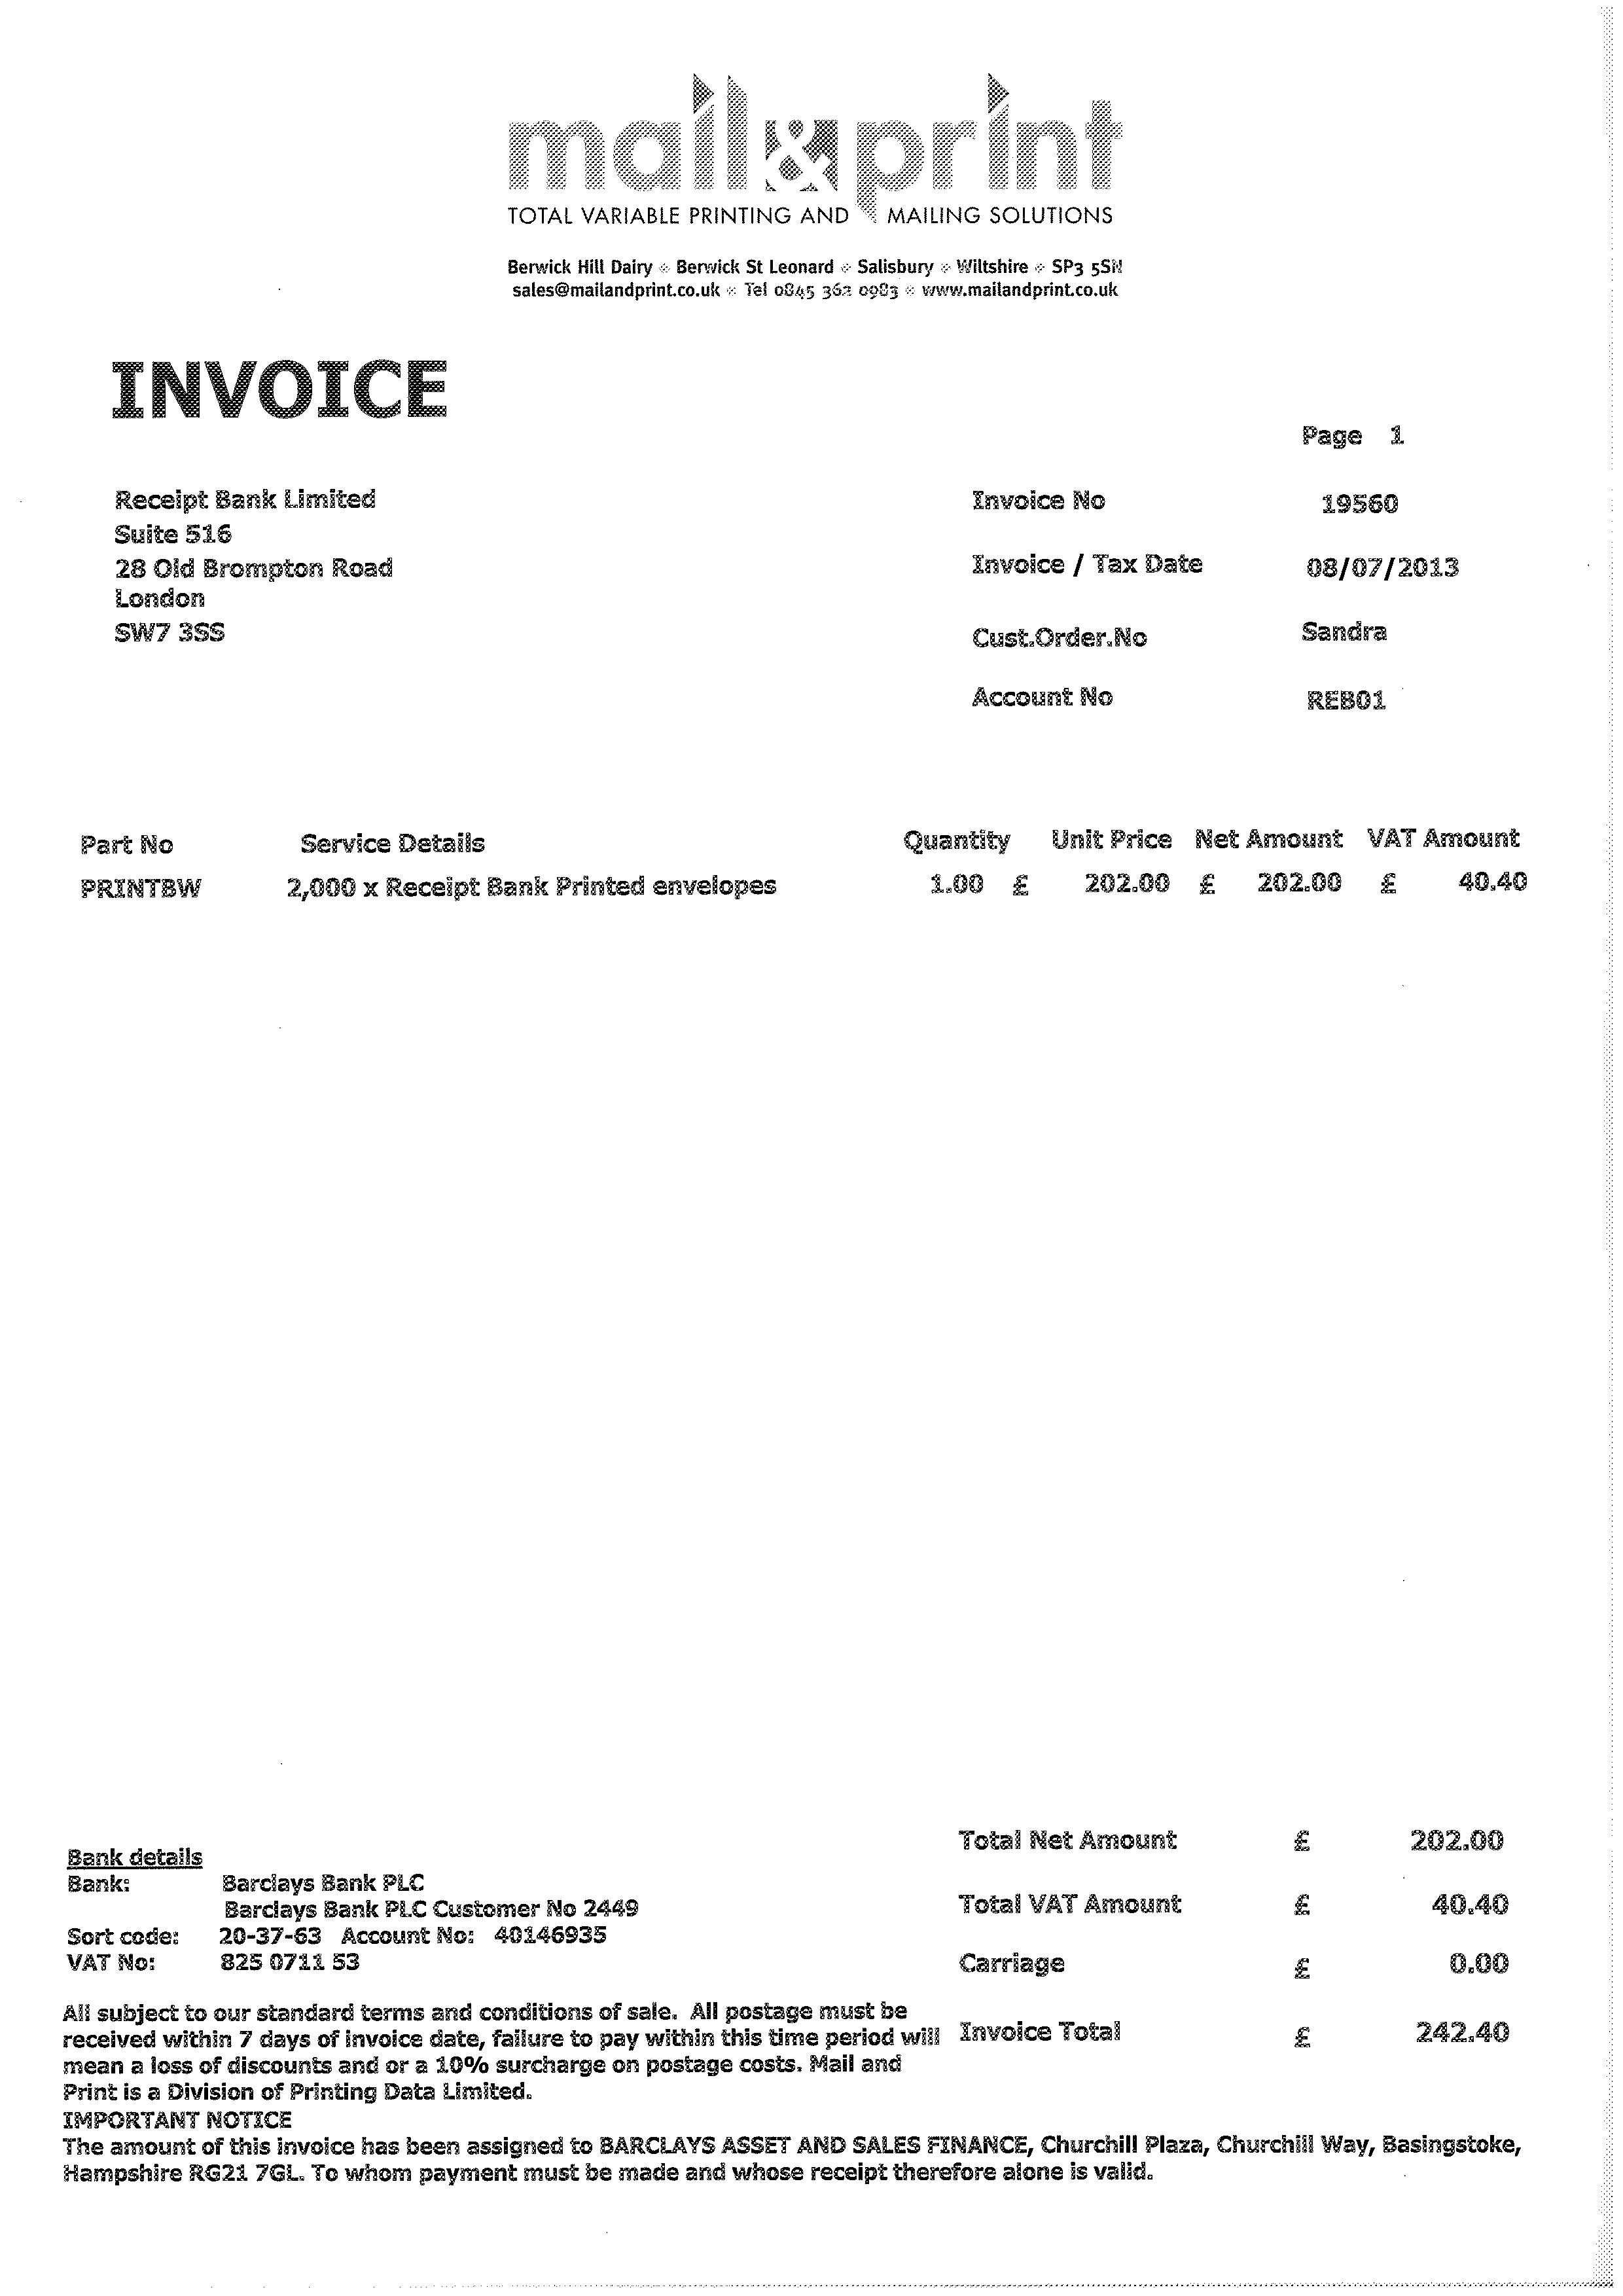 mail&print
TOTAL VARIABLE PRINTING AND MAILING SOLUTIONS
Berwick Hill Dairy Berwick St Leonard Salisbury Wiltshire SP3 5SN
sales@mailandprint.co.uk Tel 0845 362 0983 www.mailandprint.co.uk
INVOICE
Page 1
Receipt Bank Limited
Suite 516
28 Old Brompton Road
London
SW7 3SS
Invoice No 19560
Invoice / Tax Date 08/07/2013
Cust.Order.No Sandra
Account No REB01
Part No Service Details Quantity Unit Price Net Amount VAT Amount
PRINTBW 2,000 x Receipt Bank Printed envelopes 1.00 £ 202.00 £ 202.00 £ 40.40
Bank details
Bank: Barclays Bank PLC
Barclays Bank PLC Customer No 2449
Sort code: 20-37-63 Account No: 40146935
VAT No: 825 0711 53
Total Net Amount £ 202.00
Total VAT Amount £ 40.40
Carriage £ 0.00
Invoice Total £ 242.40
All subject to our standard terms and conditions of sale. All postage must be
received within 7 days of invoice date, failure to pay within this time period will
mean a loss of discounts and or a 10% surcharge on postage costs. Mail and
Print is a Division of Printing Data Limited.
IMPORTANT NOTICE
The amount of this invoice has been assigned to BARCLAYS ASSET AND SALES FINANCE, Churchill Plaza, Churchill Way, Basingstoke,
Hampshire RG21 7GL. To whom payment must be made and whose receipt therefore alone is valid.